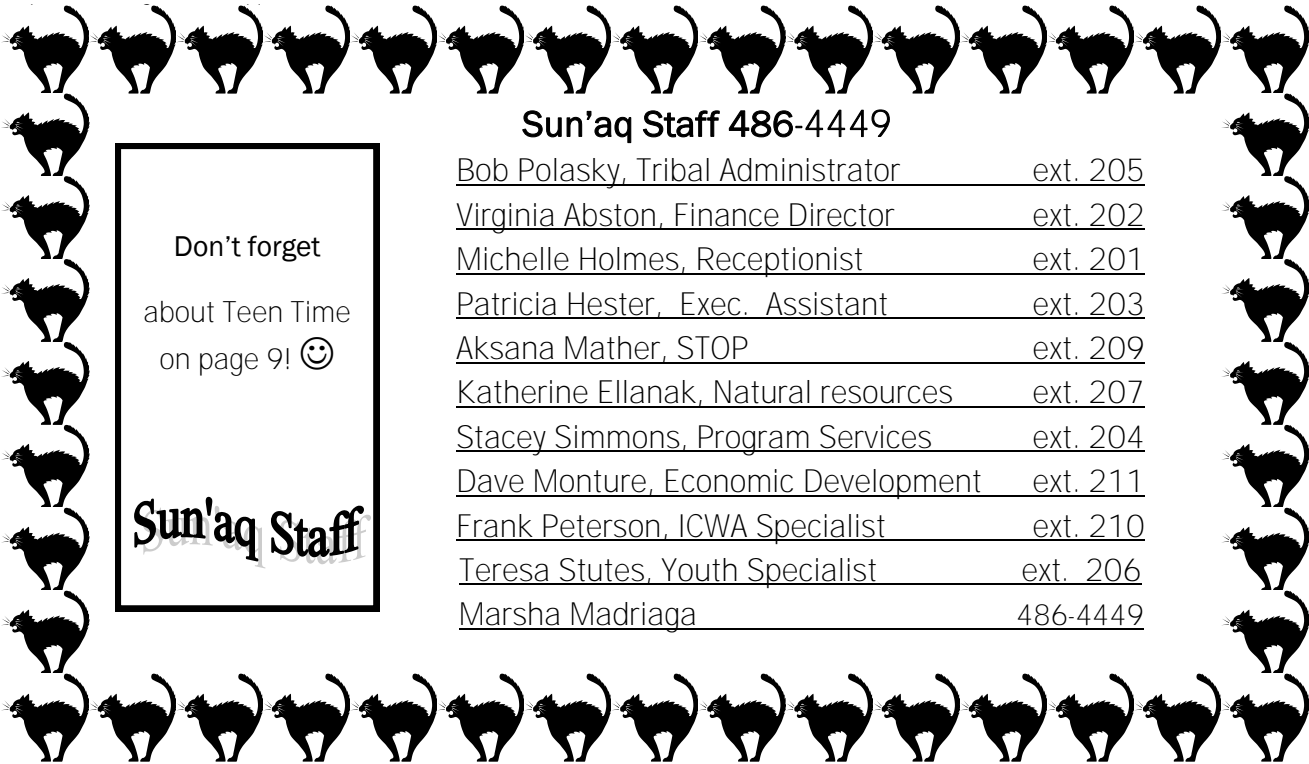 Sun’aq Staff 486-4449
Bob Polasky, Tribal Administrator ext. 205
Virginia Abston, Finance Director ext. 202
Michelle Holmes, Receptionist ext. 201
Patricia Hester, Exec. Assistant ext. 203
Aksana Mather, STOP ext. 209
Katherine Ellanak, Natural resources ext. 207
Stacey Simmons, Program Services ext. 204
Dave Monture, Economic Development ext. 211
Frank Peterson, ICWA Specialist ext. 210
Teresa Stutes, Youth Specialist ext. 206
Marsha Madriaga 486-4449
Don’t forget
about Teen Time
on page 9! ☺
Sun'aq Staff